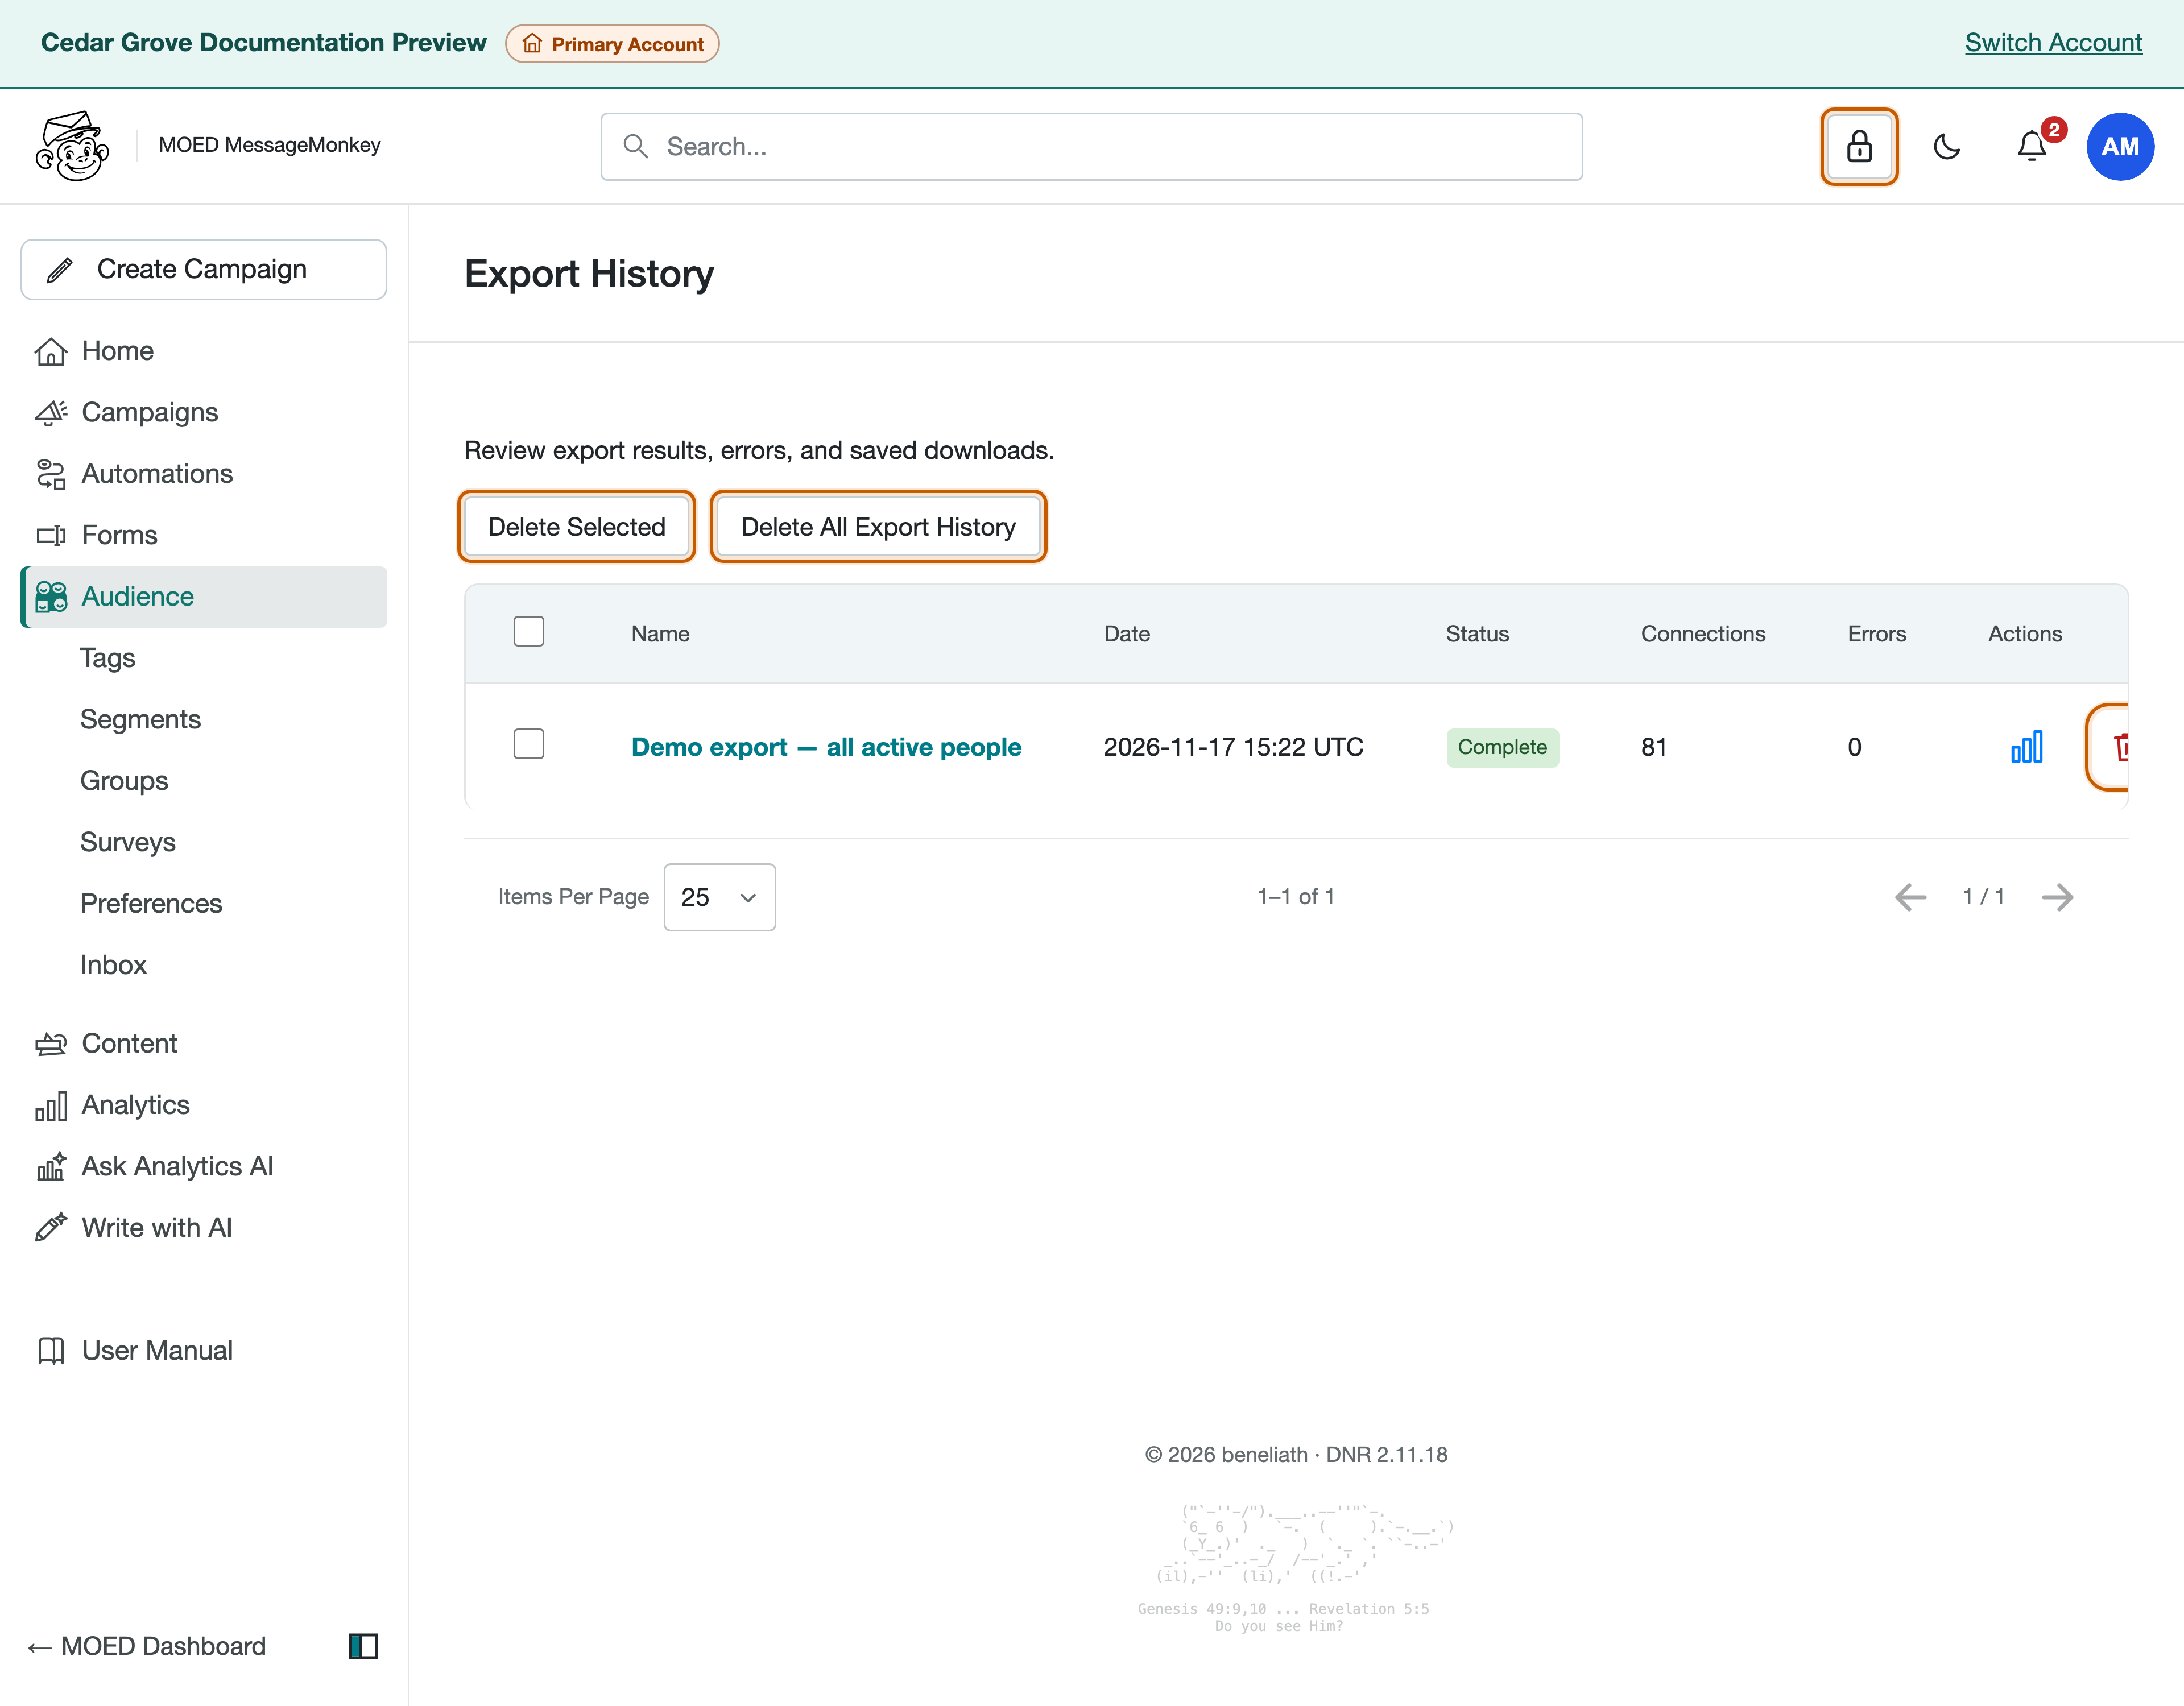 Cedar Grove Documentation Preview Primary Account Switch Account
MOED MessageMonkey Search... 2 AM
Create Campaign
Home
Campaigns
Automations
Forms
Audience
Tags
Segments
Groups
Surveys
Preferences
Inbox
Content
Analytics
Ask Analytics AI
Write with AI
User Manual
← MOED Dashboard
Export History
Review export results, errors, and saved downloads.
Delete Selected Delete All Export History
Name Date Status Connections Errors Actions
Demo export — all active people 2026-11-17 15:22 UTC Complete 81 0
Items Per Page 25 1–1 of 1 1 / 1
© 2026 beneliath · DNR 2.11.18
Genesis 49:9,10 ... Revelation 5:5
Do you see Him?